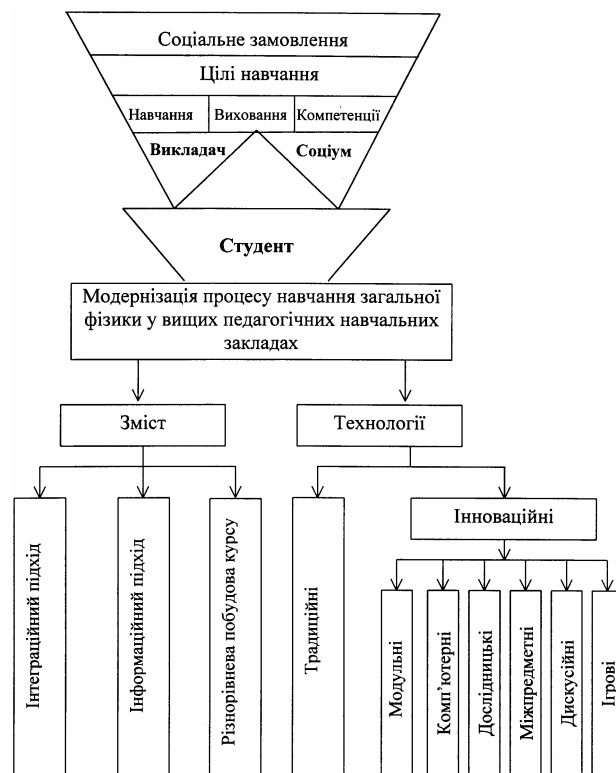 Соціальне замовлення
Цілі навчання
Навчання
Виховання
Компетенції
Викладач
Соціум
Студент
Модернізація процесу навчання загальної
фізики у вищих педагогічних навчальних
закладах
Зміст
Технології
Інтеграційний підхід
Інформаційний підхід
Різнорівнева побудова курсу
Традиційні
Інноваційні
Модульні
Комп'ютерні
Дослідницькі
Міжпредметні
Дискусійні
Ігрові